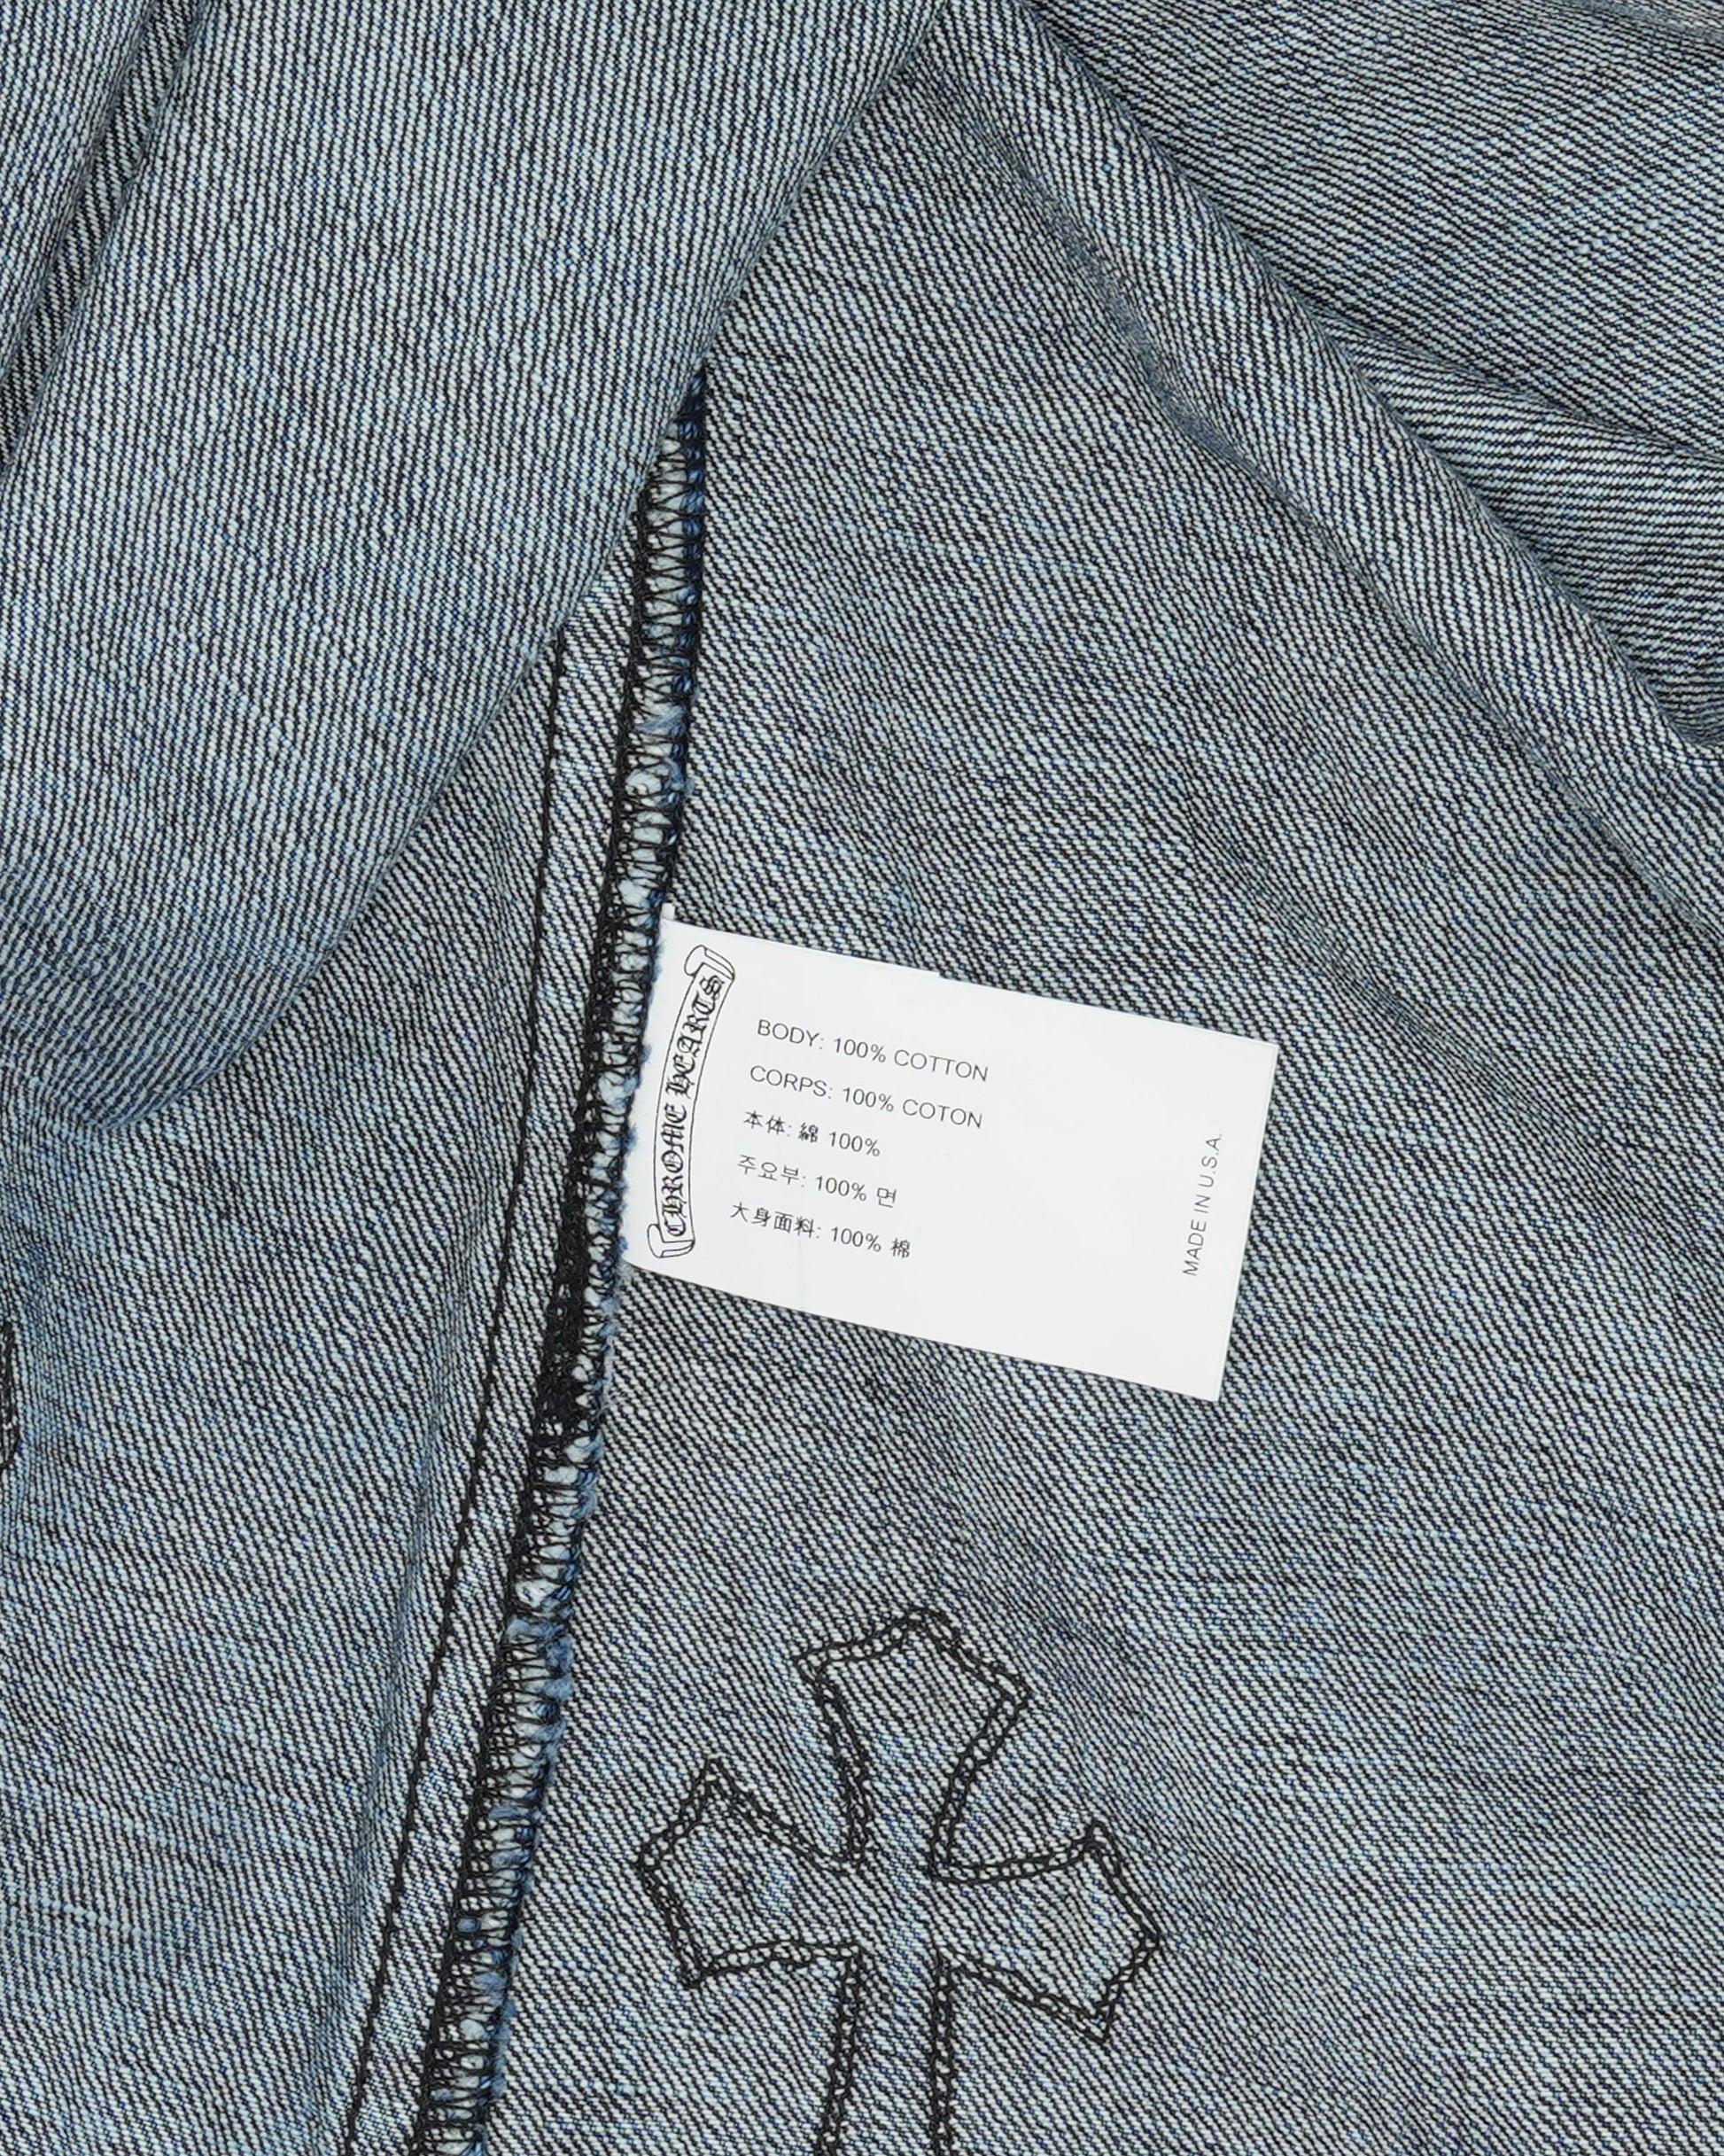 CHROME HEARTS
BODY: 100% COTTON
CORPS: 100% COTON
本体: 綿 100%
주요부: 100% 면
大身面料: 100% 棉
MADE IN U.S.A.